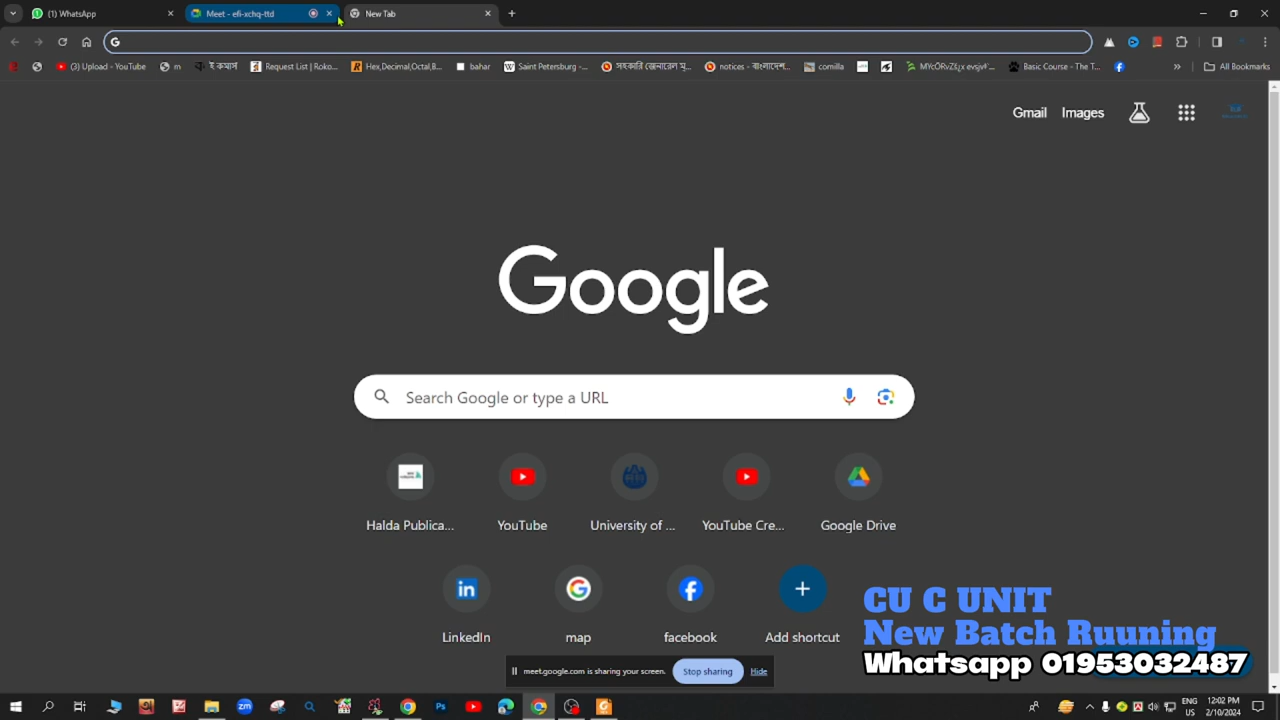 (1) WhatsApp
Meet - efi-xchq-ttd
New Tab
(3) Upload - YouTube
m
ই কমার্স
Request List | Roko...
Hex,Decimal,Octal,B...
bahar
Saint Petersburg -...
সরকারি জেনারেল ম্...
notices - বাংলাদেশ...
comilla
Basic Course - The T...
All Bookmarks
Gmail
Images
Google
Search Google or type a URL
Halda Publica...
YouTube
University of ...
YouTube Cre...
Google Drive
LinkedIn
map
facebook
Add shortcut
CU C UNIT
New Batch Ruuning
Whatsapp 01953032487
meet.google.com is sharing your screen.
Stop sharing
Hide
ENG
US
12:02 PM
2/10/2024